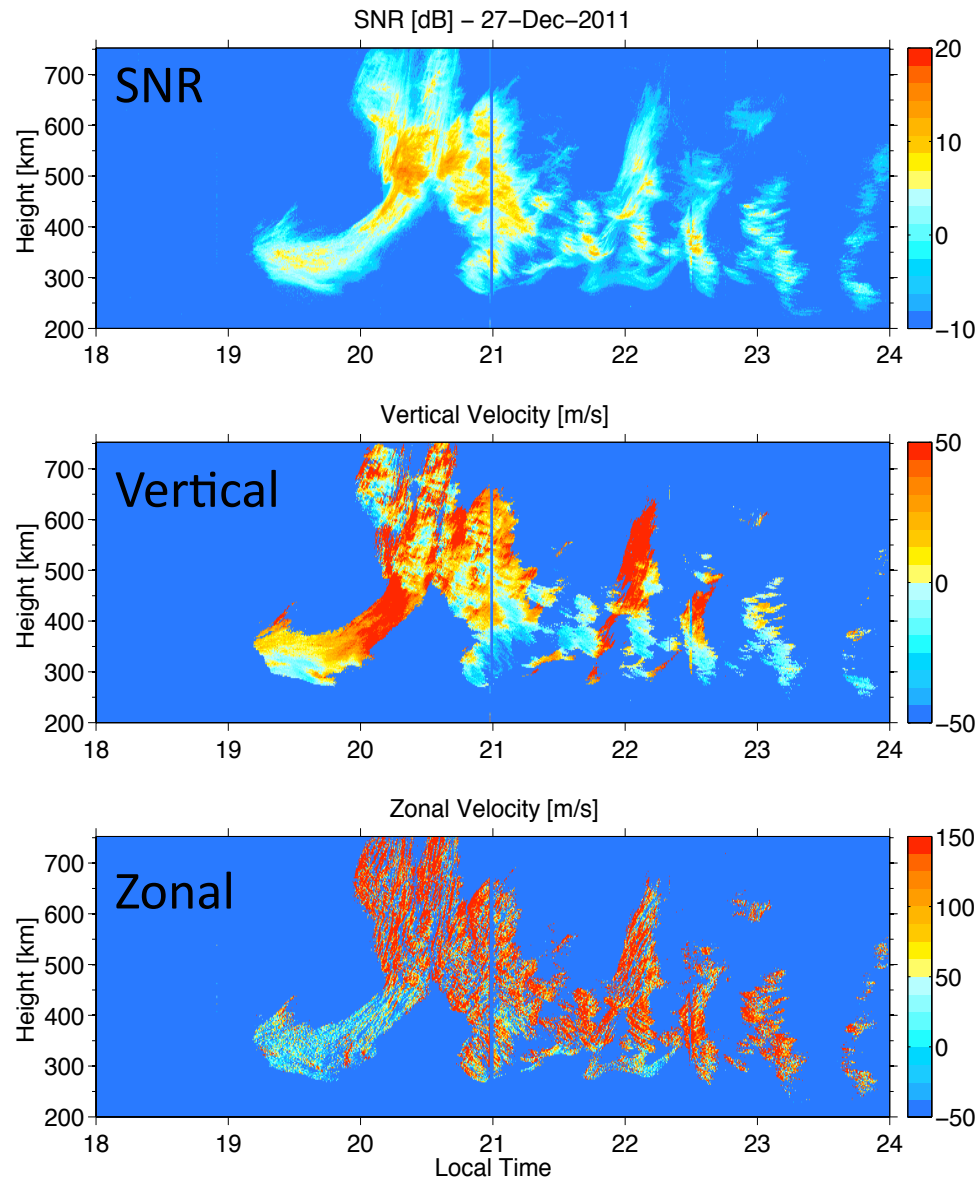 SNR [dB] − 27−Dec−2011
SNR
Height [km]
700
600
500
400
300
200
18 19 20 21 22 23 24
20
10
0
−10
Vertical Velocity [m/s]
Vertical
Height [km]
700
600
500
400
300
200
18 19 20 21 22 23 24
50
0
−50
Zonal Velocity [m/s]
Zonal
Height [km]
700
600
500
400
300
200
18 19 20 21 22 23 24
Local Time
150
100
50
0
−50